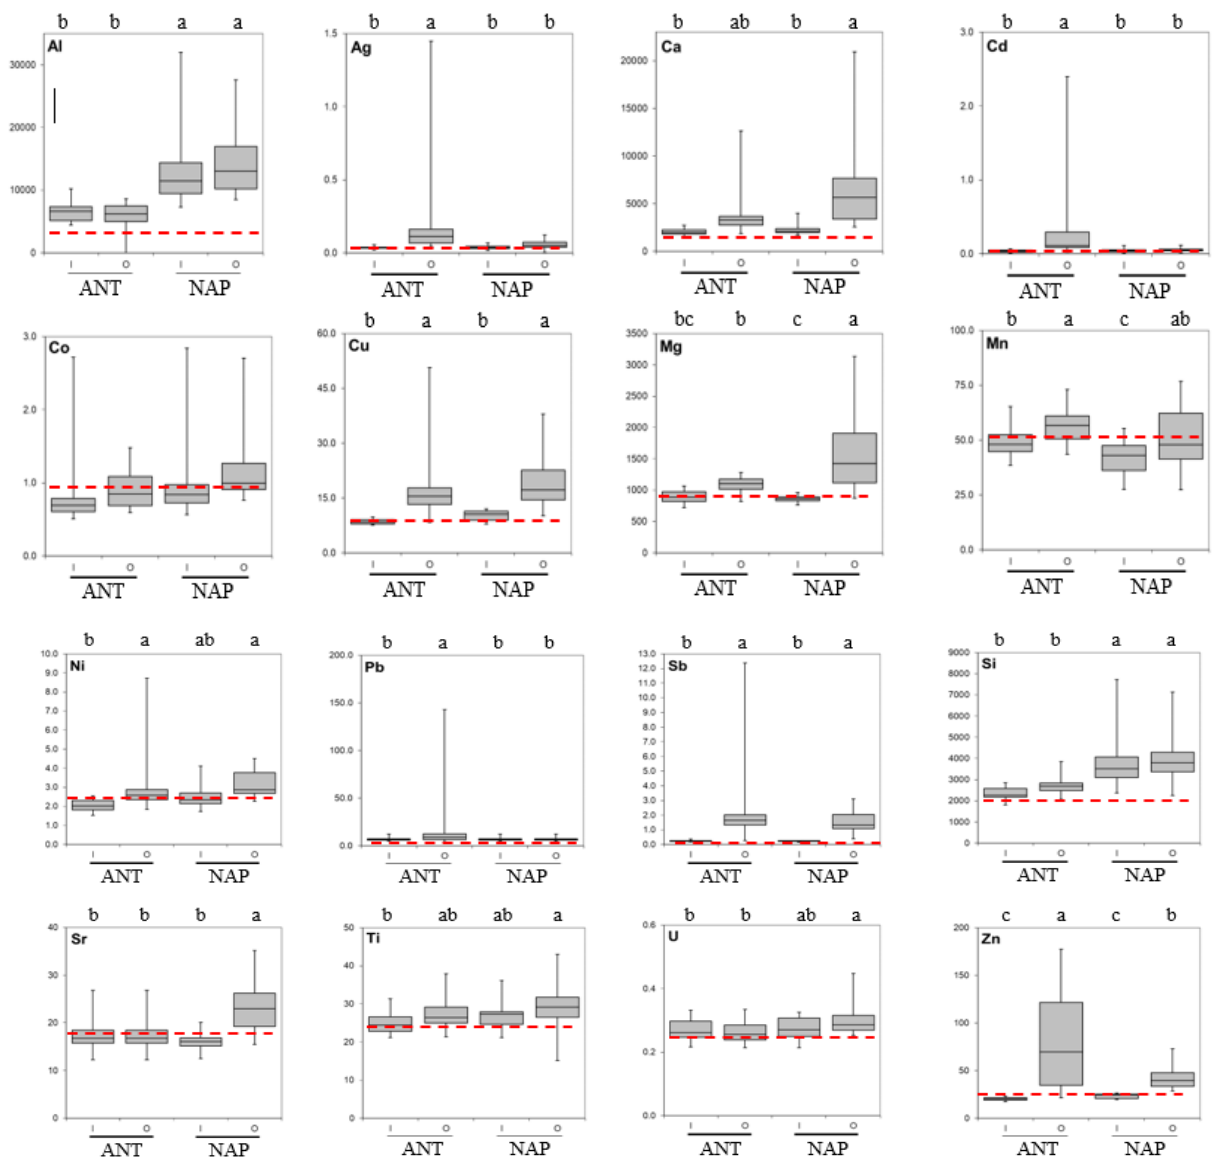 b b a a
b a b b
b ab b a
b a b b
Al
30000
20000
10000
0
I O I O
ANT NAP
Ag
1.5
1.0
0.5
0.0
I O I O
ANT NAP
Ca
20000
15000
10000
5000
0
I O I O
ANT NAP
Cd
3.0
2.0
1.0
0.0
I O I O
ANT NAP
Co
3.0
2.0
1.0
0.0
I O I O
ANT NAP
b a b a
Cu
60.0
45.0
30.0
15.0
0.0
I O I O
ANT NAP
bc b c a
Mg
3500
3000
2500
2000
1500
1000
500
0
I O I O
ANT NAP
b a c ab
Mn
100.0
75.0
50.0
25.0
0.0
I O I O
ANT NAP
b a ab a
Ni
10.0
9.0
8.0
7.0
6.0
5.0
4.0
3.0
2.0
1.0
0.0
I O I O
ANT NAP
b a b b
Pb
200.0
150.0
100.0
50.0
0.0
I O I O
ANT NAP
b a b a
Sb
13.0
12.0
11.0
10.0
9.0
8.0
7.0
6.0
5.0
4.0
3.0
2.0
1.0
0.0
I O I O
ANT NAP
b b a a
Si
9000
8000
7000
6000
5000
4000
3000
2000
1000
0
I O I O
ANT NAP
b b b a
Sr
40
30
20
10
0
I O I O
ANT NAP
b ab ab a
Ti
50
40
30
20
10
0
I O I O
ANT NAP
b b ab a
U
0.6
0.4
0.2
0.0
I O I O
ANT NAP
c a c b
Zn
200
150
100
50
0
I O I O
ANT NAP